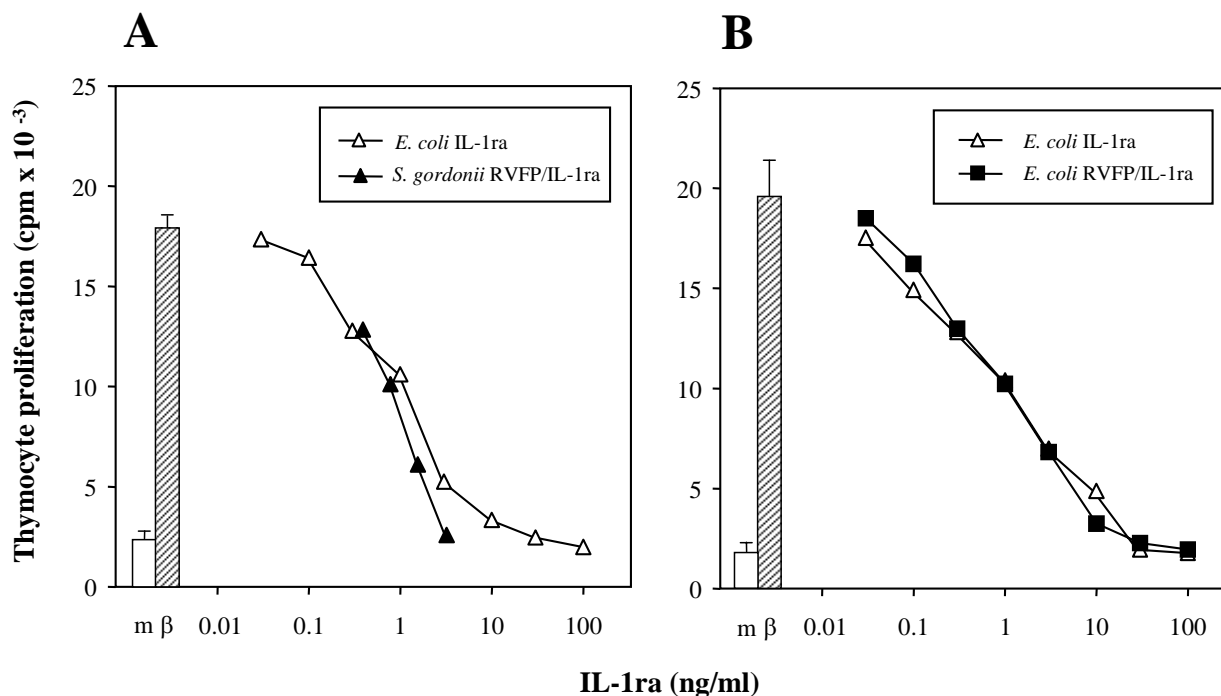 A
B
Thymocyte proliferation (cpm x 10 -3)
25
20
15
10
5
0
E. coli IL-1ra
S. gordonii RVFP/IL-1ra
m β 0.01 0.1 1 10 100
25
20
15
10
5
0
E. coli IL-1ra
E. coli RVFP/IL-1ra
m β 0.01 0.1 1 10 100
IL-1ra (ng/ml)